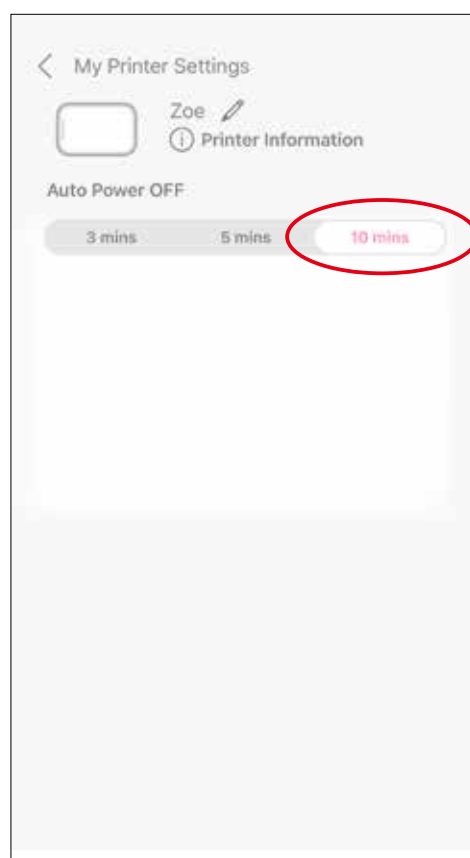 My Printer Settings
Zoe
Printer Information
Auto Power OFF
3 mins 5 mins 10 mins